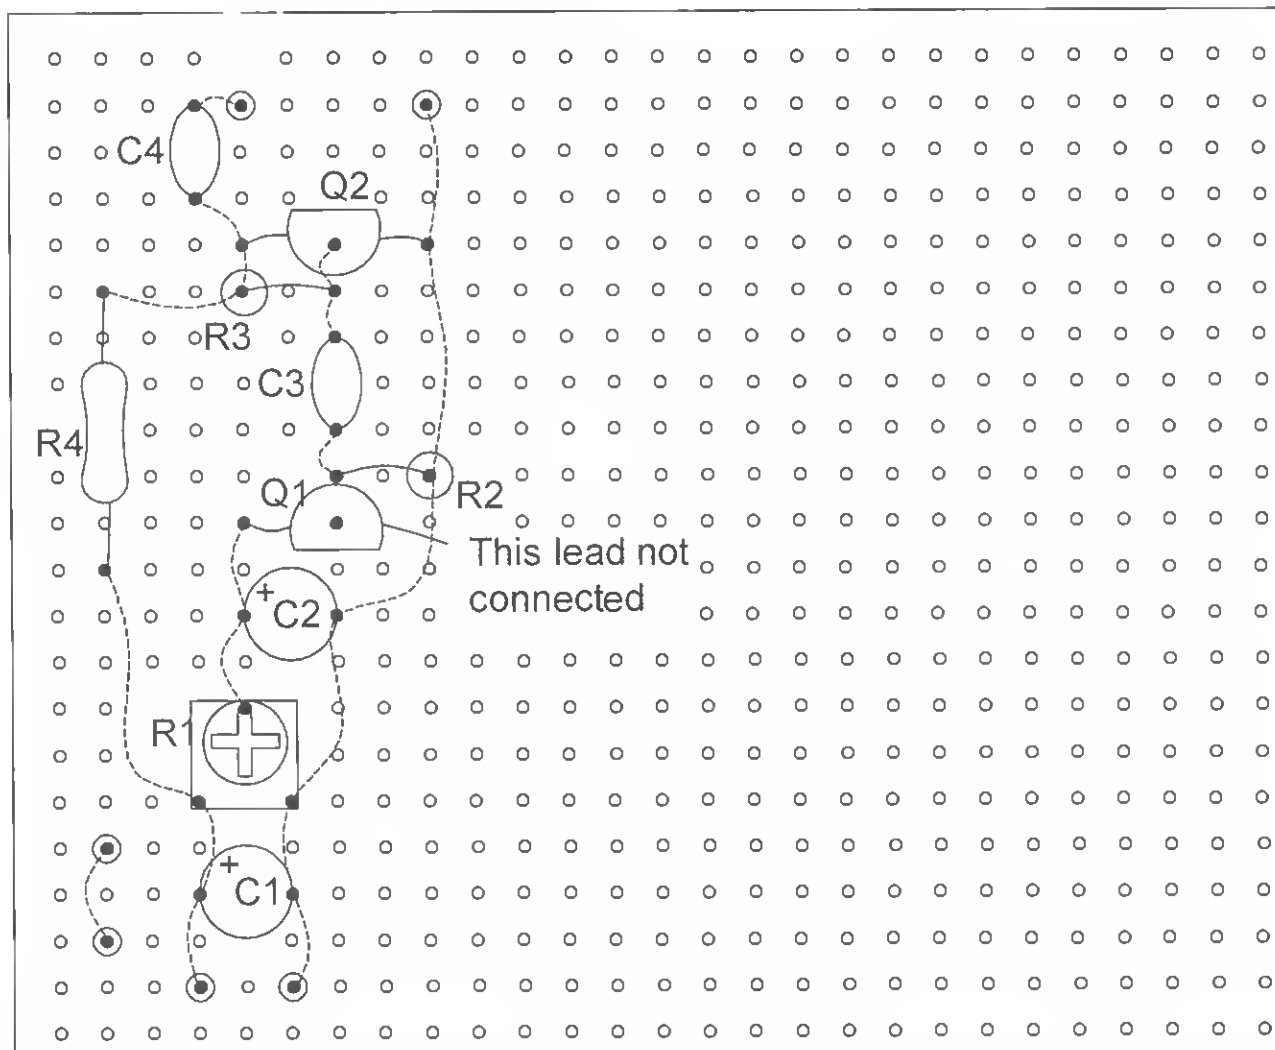 C4
Q2
R3
C3
R4
Q1
R2
This lead not
connected
+
C2
R1
+
C1